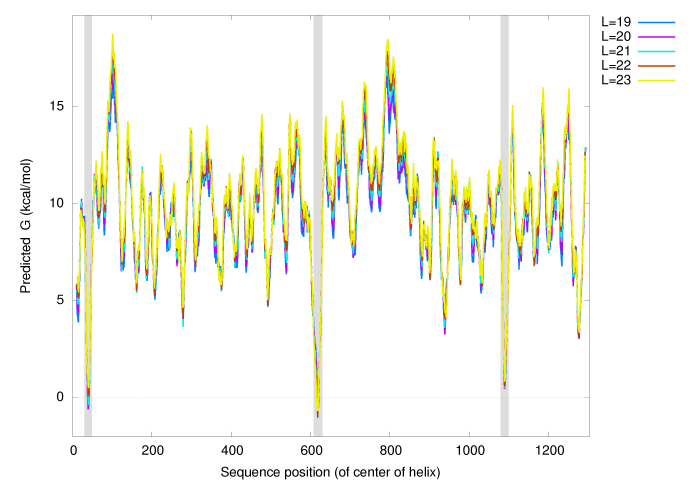 L=19
L=20
L=21
L=22
L=23
15
10
5
0
Predicted G (kcal/mol)
0 200 400 600 800 1000 1200
Sequence position (of center of helix)